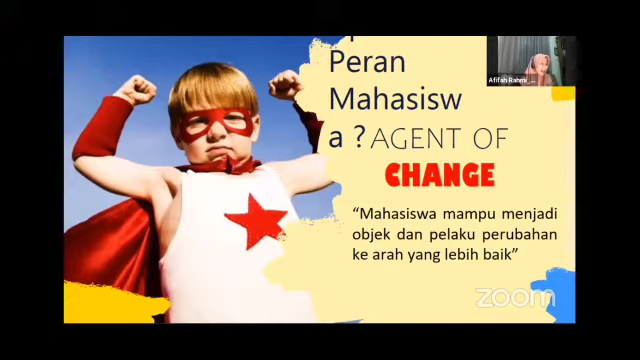 Peran
Mahasisw
a ? AGENT OF
CHANGE
“Mahasiswa mampu menjadi
objek dan pelaku perubahan
ke arah yang lebih baik”
Afifah Rahmi
zoom